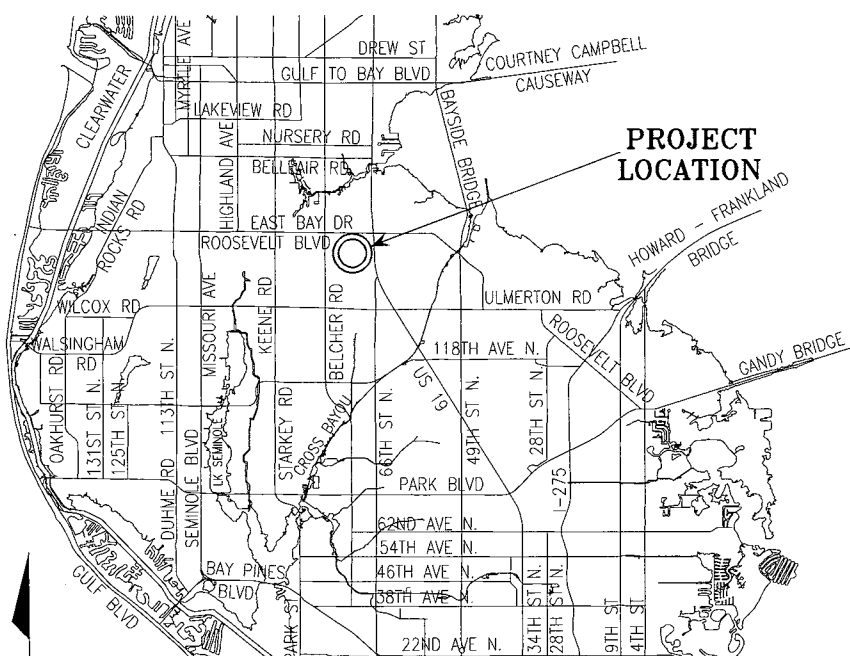 DREW ST
GULF TO BAY BLVD
COURTNEY CAMPBELL
CAUSEWAY
MYRTLE AVE
CLEARWATER
LAKEVIEW RD
HIGHLAND AVE
NURSERY RD
BELLEAIR RD
BAYSIDE BRIDGE
PROJECT
LOCATION
INDIAN
ROCKS RD
EAST BAY DR
ROOSEVELT BLVD
HOWARD - FRANKLAND
BRIDGE
WILCOX RD
MISSOURI AVE
KEENE RD
BELCHER RD
ULMERTON RD
WALSINGHAM
RD
118TH AVE N.
ROOSEVELT BLVD
GANDY BRIDGE
OAKHURST RD
131ST ST N.
125TH ST N.
113TH ST N.
DUHME RD
SEMINOLE BLVD
LK SEMINOLE
STARKEY RD
CROSS BAYOU
66TH ST N.
US 19
49TH ST N.
28TH ST N.
I-275
PARK BLVD
62ND AVE N.
54TH AVE N.
46TH AVE N.
38TH AVE N.
22ND AVE N.
BAY PINES
BLVD
GULF BLVD
PARK ST
34TH ST N.
28TH ST N.
9TH ST
4TH ST